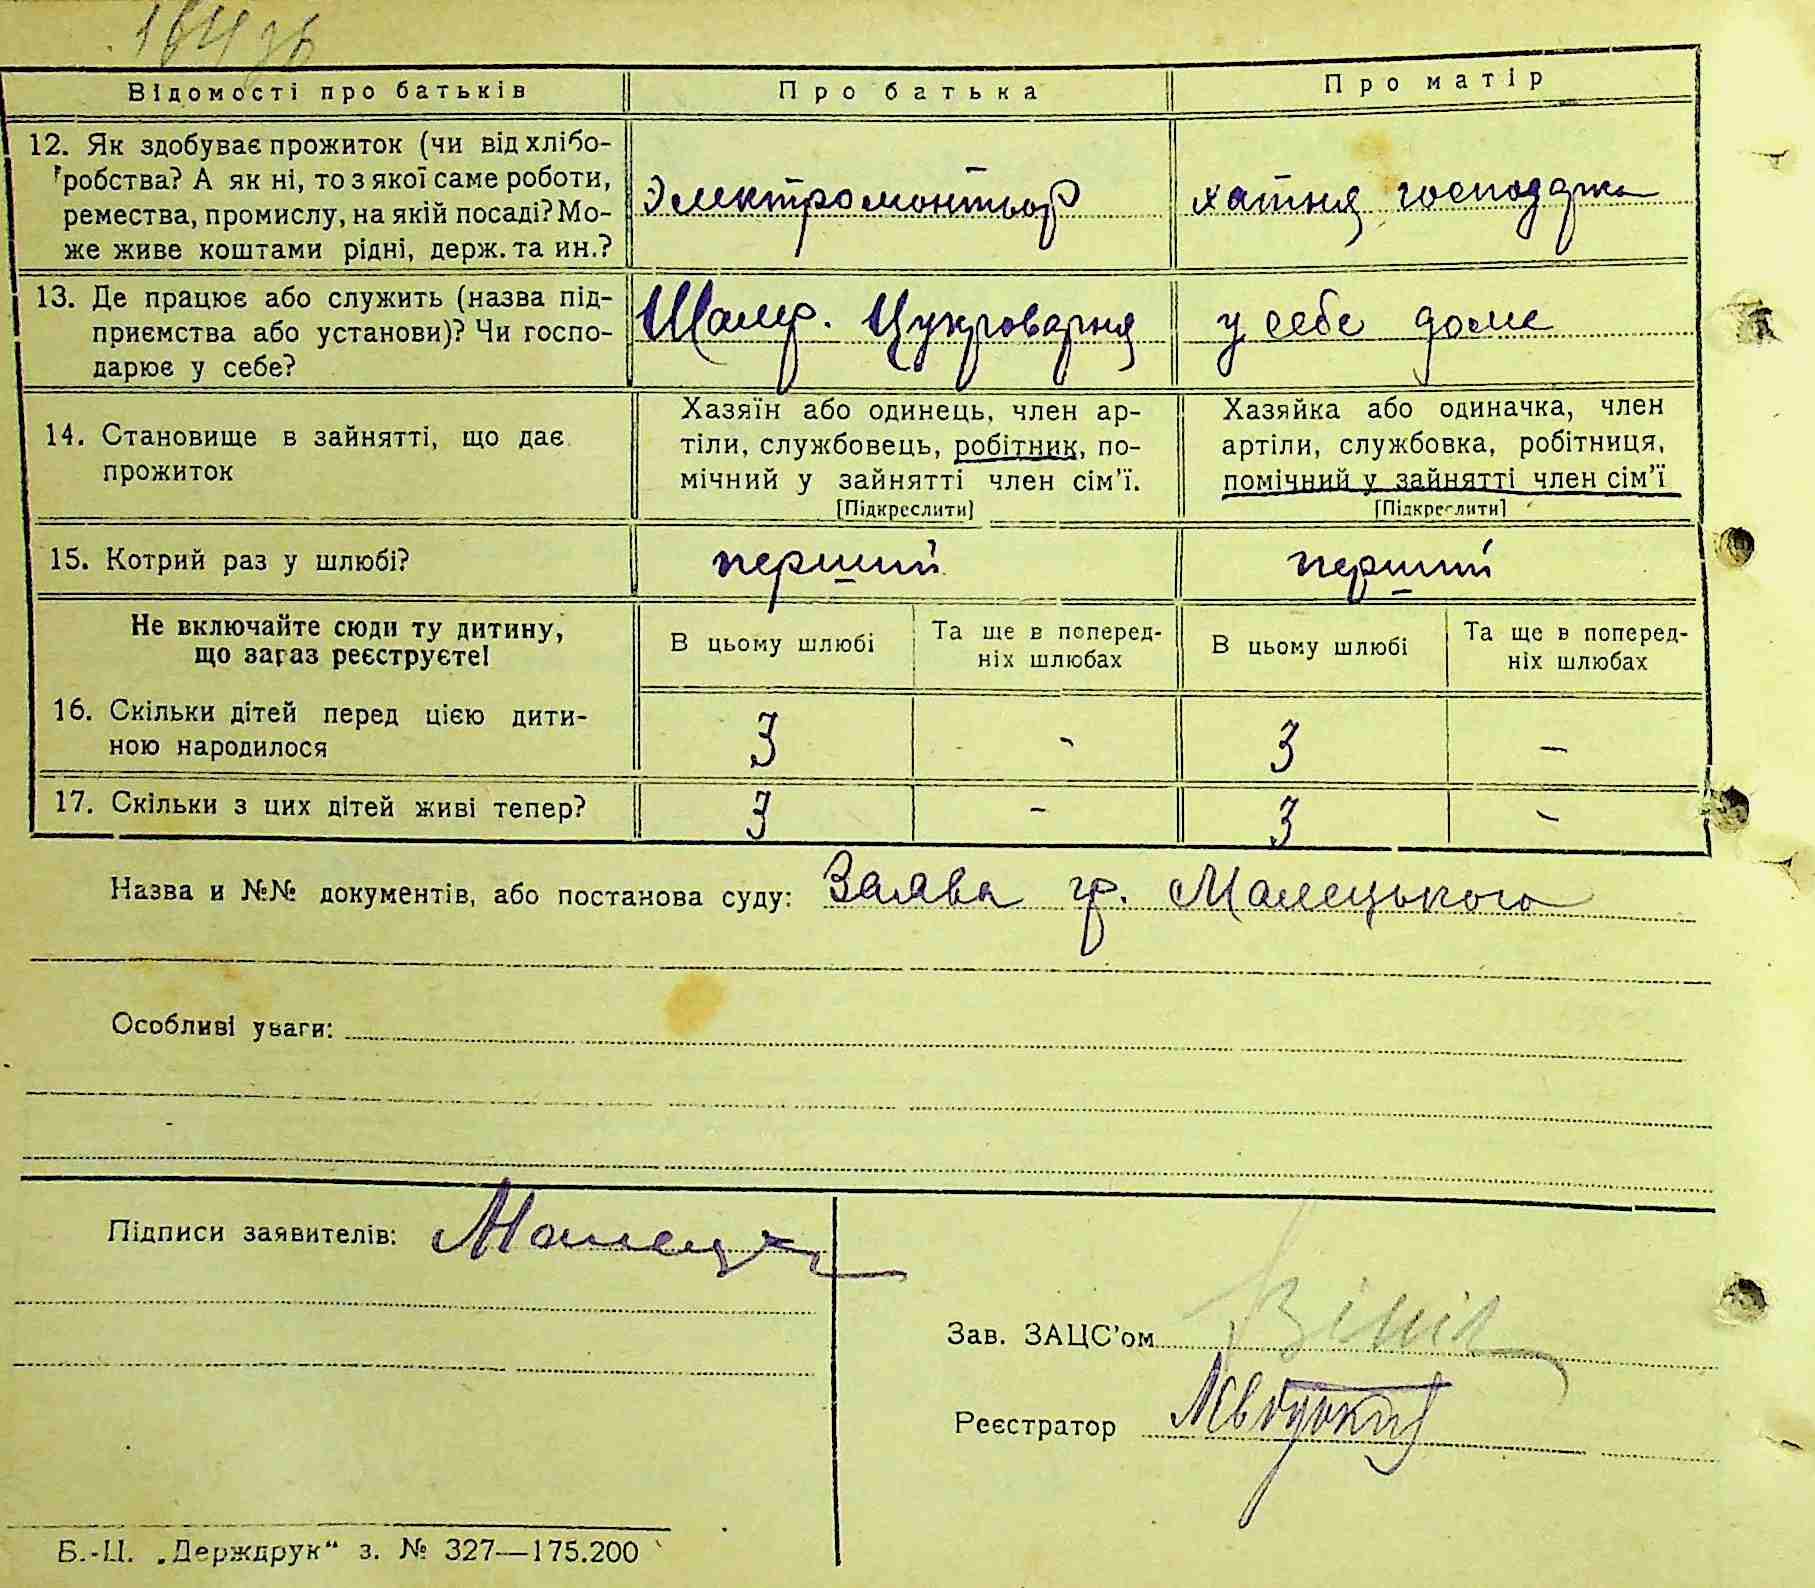 Відомості про батьків
Про батька
Про матір
12. Як здобуває прожиток (чи від хлібо-
робства? А як ні, то з якої саме роботи,
ремества, промислу, на якій посаді? Мо-
же живе коштами рідні, держ. та ин.?
Электромонтьор
хатня господарка
13. Де працює або служить (назва під-
приємства або установи)? Чи госпо-
дарює у себе?
Шалиг. Цукроварня
у себе доме
14. Становище в зайнятті, що дає
прожиток
Хазяїн або одинець, член ар-
тіли, службовець, робітник, по-
мічний у зайнятті член сім'ї.
[Підкреслити]
Хазяйка або одиначка, член
артіли, службовка, робітниця,
помічний у зайнятті член сім'ї
[Підкреслити]
15. Котрий раз у шлюбі?
перший
перший
Не включайте сюди ту дитину,
що зараз реєструєте!
В цьому шлюбі
Та ще в поперед-
ніх шлюбах
В цьому шлюбі
Та ще в поперед-
ніх шлюбах
16. Скільки дітей перед цією дити-
ною народилося
3
-
3
-
17. Скільки з цих дітей живі тепер?
3
-
3
-
Назва и №№ документів, або постанова суду: Заява гр. Малецького
Особливі уваги:
Підписи заявителів: Малецк
Зав. ЗАЦС'ом
Реєстратор
Б.-Ц. „Держдрук“ з. № 327—175.200